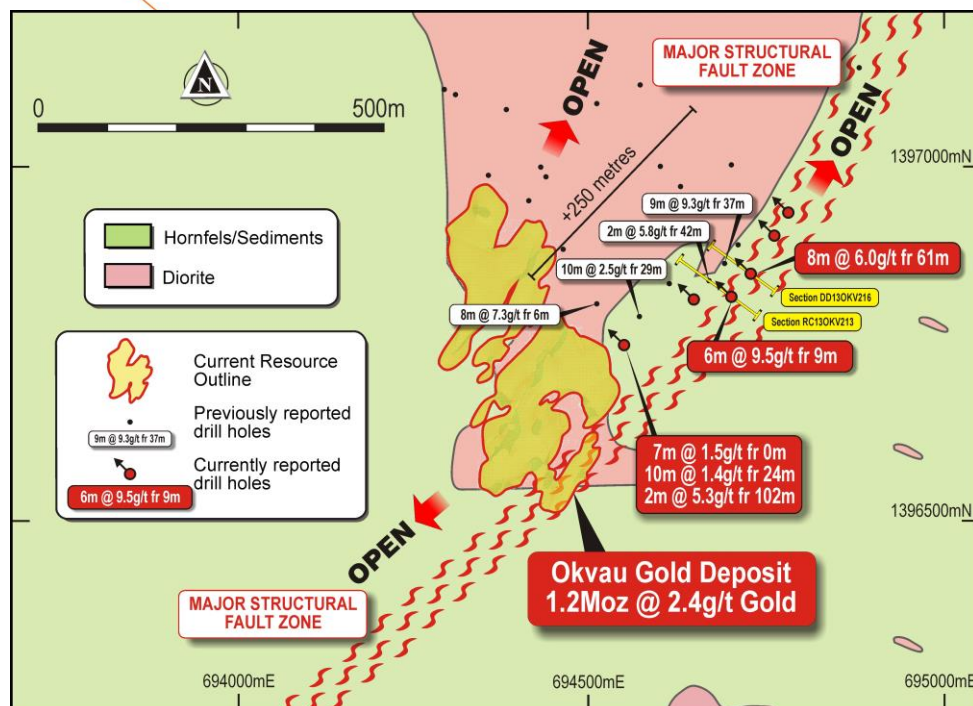 MAJOR STRUCTURAL
FAULT ZONE
N
0
500m
OPEN
OPEN
1397000mN
+250 metres
9m @ 9.3g/t fr 37m
2m @ 5.8g/t fr 42m
10m @ 2.5g/t fr 29m
8m @ 7.3g/t fr 6m
8m @ 6.0g/t fr 61m
Section DD13OKV216
Section RC13OKV213
6m @ 9.5g/t fr 9m
Hornfels/Sediments
Diorite
Current Resource
Outline
Previously reported
drill holes
9m @ 9.3g/t fr 37m
Currently reported
drill holes
6m @ 9.5g/t fr 9m
7m @ 1.5g/t fr 0m
10m @ 1.4g/t fr 24m
2m @ 5.3g/t fr 102m
1396500mN
OPEN
Okvau Gold Deposit
1.2Moz @ 2.4g/t Gold
MAJOR STRUCTURAL
FAULT ZONE
694000mE
694500mE
695000mE